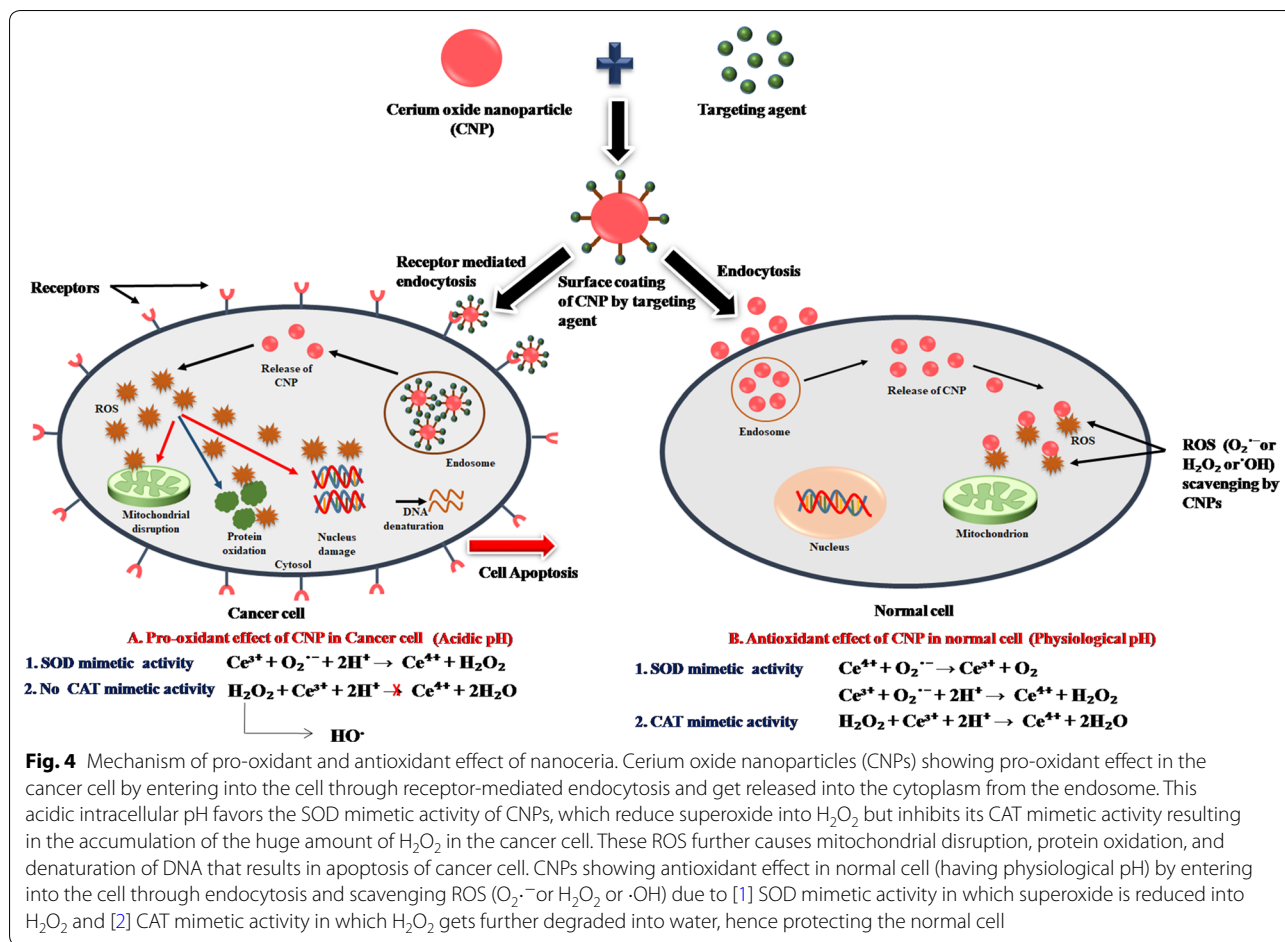 Cerium oxide nanoparticle
(CNP)
Targeting agent
Receptor mediated
endocytosis
Surface coating
of CNP by targeting
agent
Endocytosis
Receptors
Release of
CNP
ROS
Endosome
Mitochondrial
disruption
Protein
oxidation
Nucleus
damage
DNA
denaturation
Cytosol
Cell Apoptosis
Cancer cell
Endosome
Release of CNP
ROS
Nucleus
Mitochondrion
ROS (O₂˙⁻ or
H₂O₂ or ˙OH)
scavenging by
CNPs
Normal cell
A. Pro-oxidant effect of CNP in Cancer cell (Acidic pH)
1. SOD mimetic activity Ce³⁺ + O₂˙⁻ + 2H⁺ → Ce⁴⁺ + H₂O₂
2. No CAT mimetic activity H₂O₂ + Ce³⁺ + 2H⁺ ↛ Ce⁴⁺ + 2H₂O
HO˙
B. Antioxidant effect of CNP in normal cell (Physiological pH)
1. SOD mimetic activity Ce⁴⁺ + O₂˙⁻ → Ce³⁺ + O₂
Ce³⁺ + O₂˙⁻ + 2H⁺ → Ce⁴⁺ + H₂O₂
2. CAT mimetic activity H₂O₂ + Ce³⁺ + 2H⁺ → Ce⁴⁺ + 2H₂O
Fig. 4 Mechanism of pro-oxidant and antioxidant effect of nanoceria. Cerium oxide nanoparticles (CNPs) showing pro-oxidant effect in the
cancer cell by entering into the cell through receptor-mediated endocytosis and get released into the cytoplasm from the endosome. This
acidic intracellular pH favors the SOD mimetic activity of CNPs, which reduce superoxide into H₂O₂ but inhibits its CAT mimetic activity resulting
in the accumulation of the huge amount of H₂O₂ in the cancer cell. These ROS further causes mitochondrial disruption, protein oxidation, and
denaturation of DNA that results in apoptosis of cancer cell. CNPs showing antioxidant effect in normal cell (having physiological pH) by entering
into the cell through endocytosis and scavenging ROS (O₂·⁻or H₂O₂ or ·OH) due to [1] SOD mimetic activity in which superoxide is reduced into
H₂O₂ and [2] CAT mimetic activity in which H₂O₂ gets further degraded into water, hence protecting the normal cell